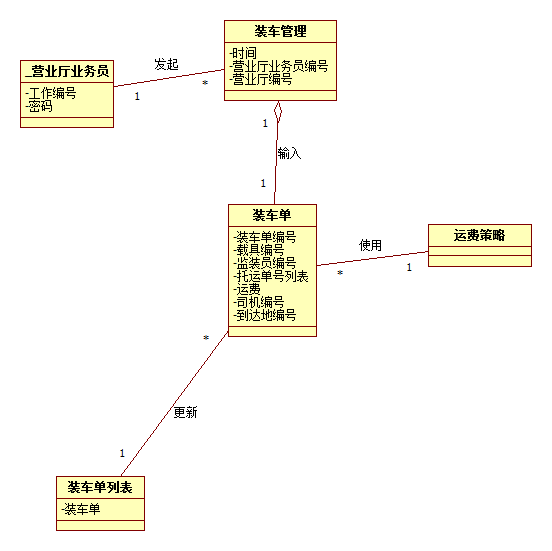 装车管理
-时间
-营业厅业务员编号
-营业厅编号
_营业厅业务员
-工作编号
-密码
发起
1
*
1
输入
1
装车单
-装车单编号
-载具编号
-监装员编号
-托运单号列表
-运费
-司机编号
-到达地编号
使用
*
1
运费策略
*
更新
1
装车单列表
-装车单